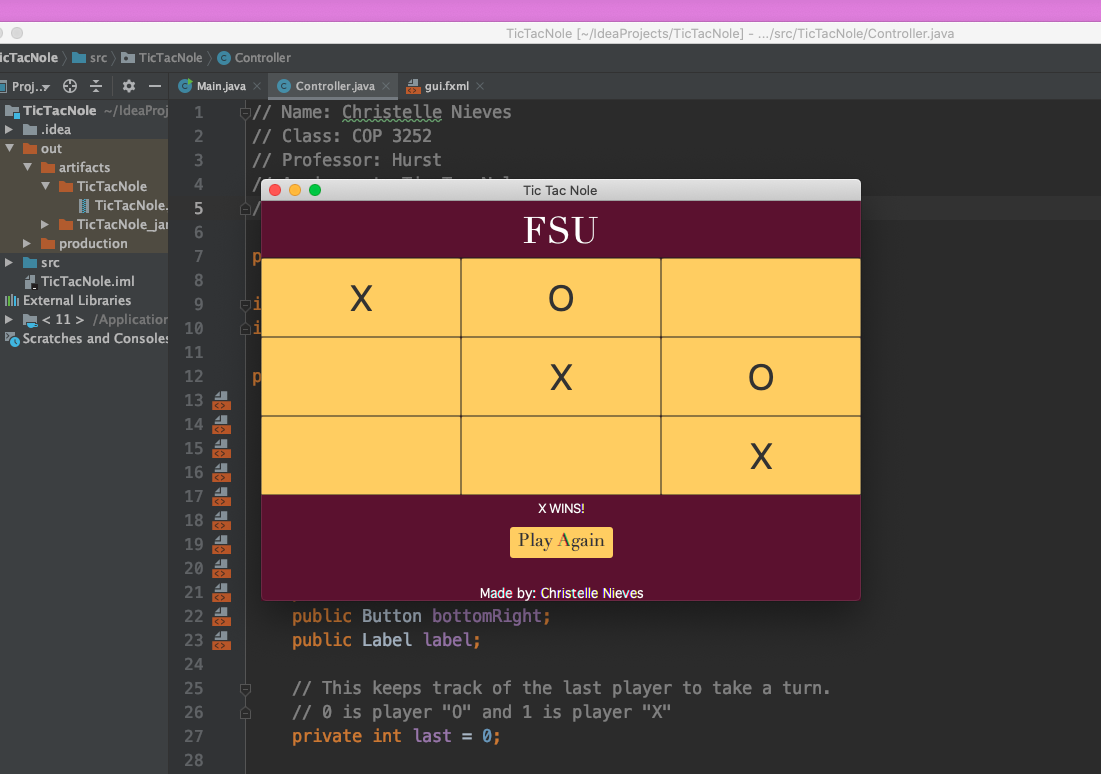 TicTacNole [~/IdeaProjects/TicTacNole] - .../src/TicTacNole/Controller.java
icTacNole src TicTacNole Controller
Proj.. Main.java Controller.java gui.fxml
TicTacNole ~/IdeaProj
.idea
out
artifacts
TicTacNole
TicTacNole.
TicTacNole_jar
production
src
TicTacNole.iml
External Libraries
< 11 > /Application
Scratches and Consoles
1 // Name: Christelle Nieves
2 // Class: COP 3252
3 // Professor: Hurst
4
5 /
6
7 p
8
9 i
10 i
11
12 p
13
14
15
16
17
18
19
20
21
22 public Button bottomRight;
23 public Label label;
24
25 // This keeps track of the last player to take a turn.
26 // 0 is player "O" and 1 is player "X"
27 private int last = 0;
28
Tic Tac Nole
FSU
X O
X O
X
X WINS!
Play Again
Made by: Christelle Nieves